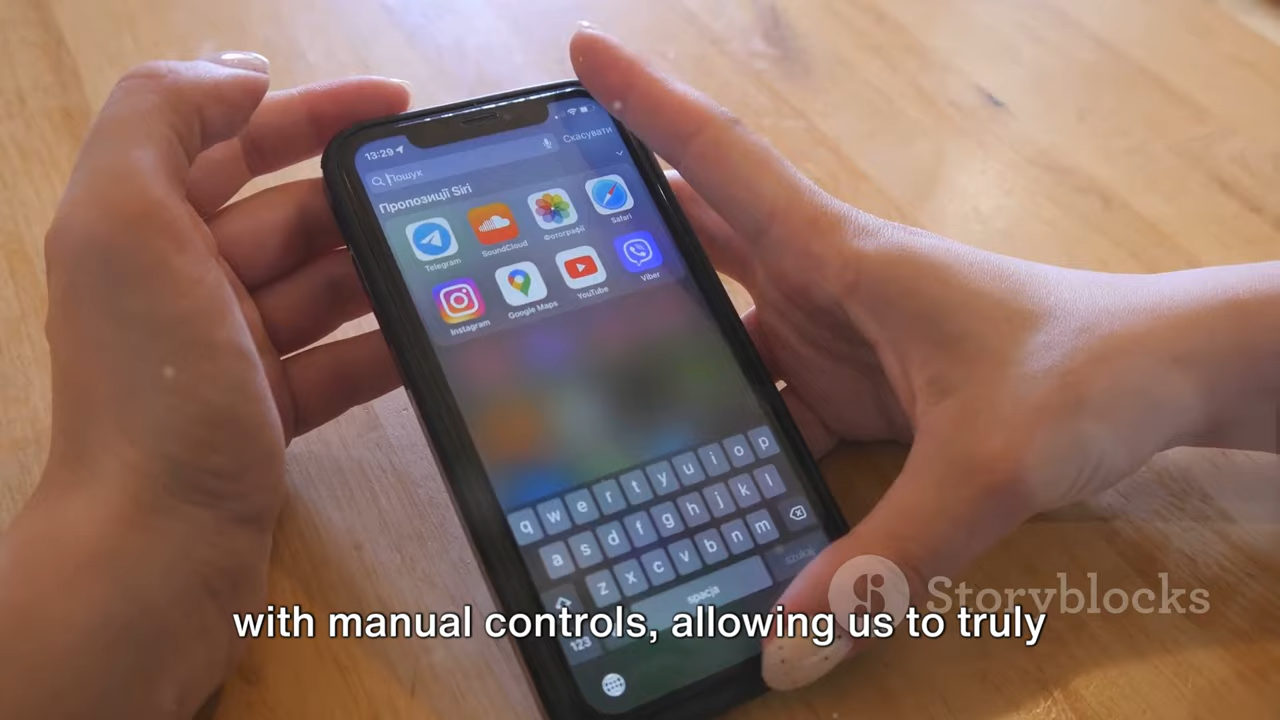 13:29
Пошук
Скасувати
Пропозиції Siri
Telegram
SoundCloud
Фотографії
Safari
Instagram
Google Maps
YouTube
Viber
q w e r t y u i o p
a s d f g h j k l
z x c v b n m
123
spacja
szukaj
Storyblocks
with manual controls, allowing us to truly